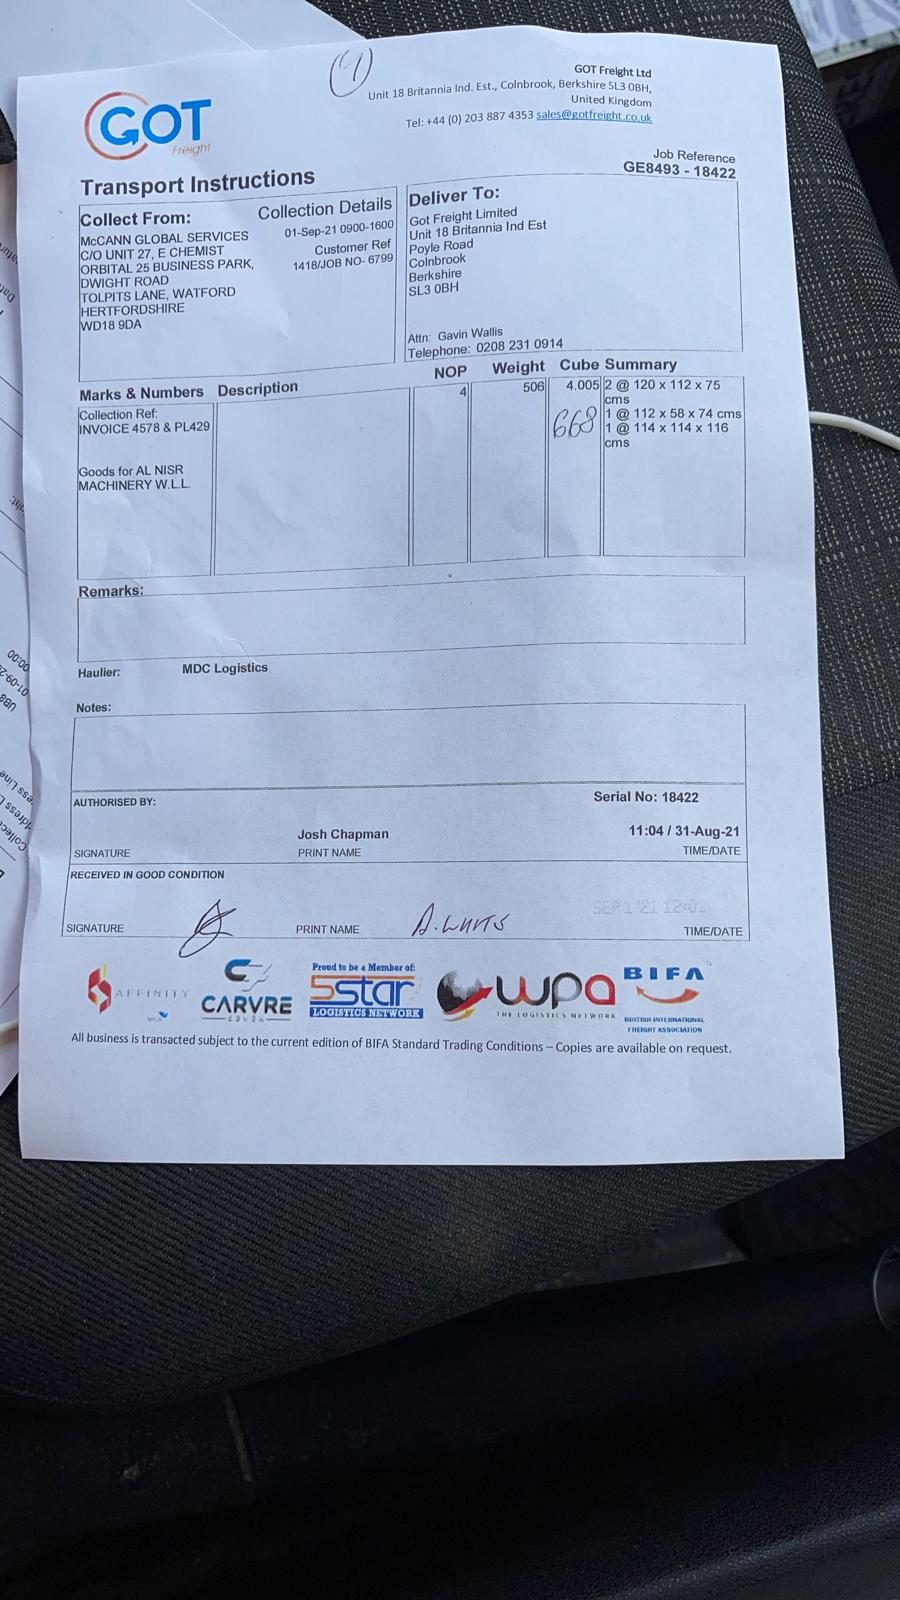 (9)
GOT Freight Ltd
Unit 18 Britannia Ind. Est., Colnbrook, Berkshire SL3 0BH,
United Kingdom
Tel: +44 (0) 203 887 4353 sales@gotfreight.co.uk
GOT
Freight
Job Reference
GE8493 - 18422
Transport Instructions
Collect From:
McCANN GLOBAL SERVICES
C/O UNIT 27, E CHEMIST
ORBITAL 25 BUSINESS PARK,
DWIGHT ROAD
TOLPITS LANE, WATFORD
HERTFORDSHIRE
WD18 9DA
Collection Details
01-Sep-21 0900-1600
Customer Ref
1418/JOB NO- 6799
Deliver To:
Got Freight Limited
Unit 18 Britannia Ind Est
Poyle Road
Colnbrook
Berkshire
SL3 0BH
Attn: Gavin Wallis
Telephone: 0208 231 0914
Marks & Numbers Description NOP Weight Cube Summary
Collection Ref:
INVOICE 4578 & PL429
Goods for AL NISR
MACHINERY W.L.L.
4
506
4.005
668
2 @ 120 x 112 x 75
cms
1 @ 112 x 58 x 74 cms
1 @ 114 x 114 x 116
cms
Remarks:
Haulier: MDC Logistics
Notes:
AUTHORISED BY:
Serial No: 18422
Josh Chapman
11:04 / 31-Aug-21
SIGNATURE PRINT NAME TIME/DATE
RECEIVED IN GOOD CONDITION
SEP 1 '21 12:01
SIGNATURE PRINT NAME TIME/DATE
AFFINITY
WCA
CARVRE
Proud to be a Member of:
5star
LOGISTICS NETWORK
wpa
THE LOGISTICS NETWORK
BIFA
BRITISH INTERNATIONAL
FREIGHT ASSOCIATION
All business is transacted subject to the current edition of BIFA Standard Trading Conditions – Copies are available on request.
00:00
01-09-2
UB8